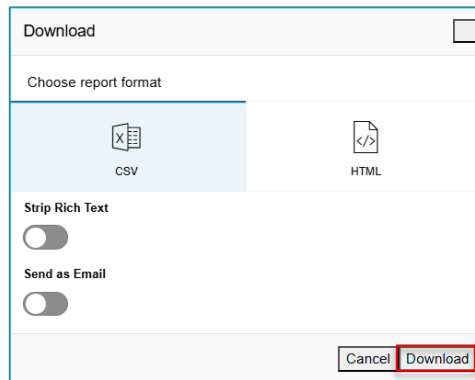 Download
Choose report format
CSV
HTML
Strip Rich Text
Send as Email
Cancel Download